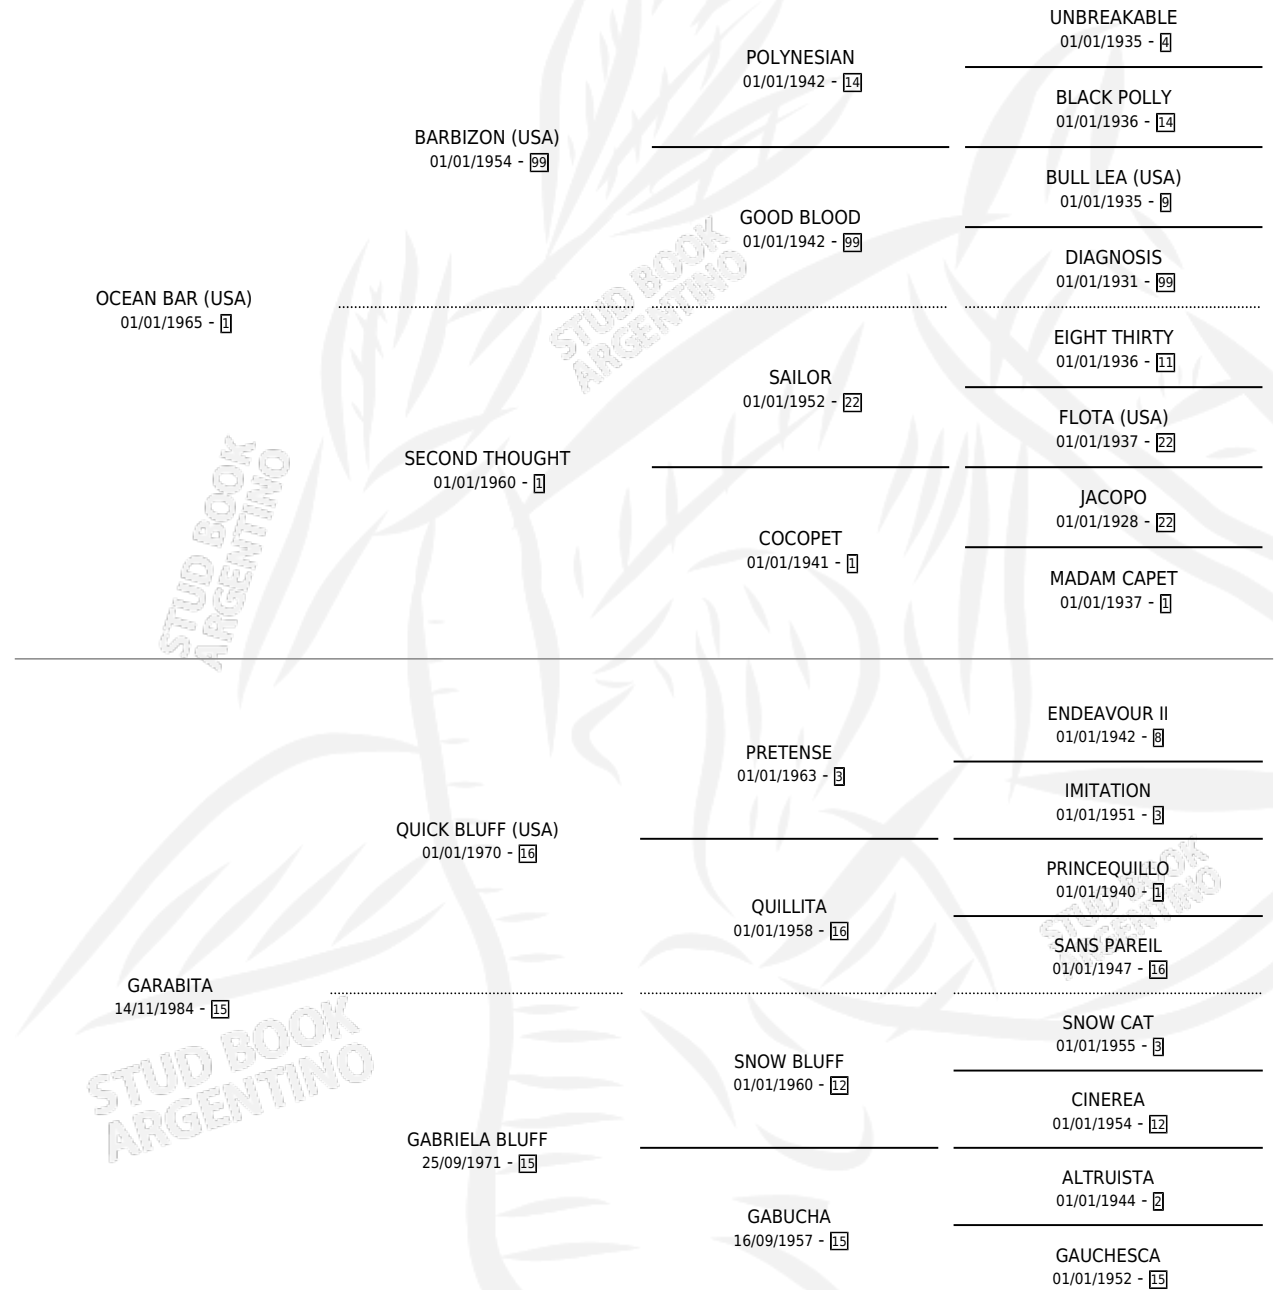 UNBREAKABLE
01/01/1935 - 4
POLYNESIAN
01/01/1942 - 14
BLACK POLLY
01/01/1936 - 14
BARBIZON (USA)
01/01/1954 - 99
BULL LEA (USA)
01/01/1935 - 9
GOOD BLOOD
01/01/1942 - 99
DIAGNOSIS
01/01/1931 - 99
OCEAN BAR (USA)
01/01/1965 - 1
STUD BOOK
ARGENTINO
EIGHT THIRTY
01/01/1936 - 11
SAILOR
01/01/1952 - 22
FLOTA (USA)
01/01/1937 - 22
SECOND THOUGHT
01/01/1960 - 1
JACOPO
01/01/1928 - 22
COCOPET
01/01/1941 - 1
MADAM CAPET
01/01/1937 - 1
STUD BOOK
ARGENTINO
ENDEAVOUR II
01/01/1942 - 8
PRETENSE
01/01/1963 - 3
IMITATION
01/01/1951 - 3
QUICK BLUFF (USA)
01/01/1970 - 16
PRINCEQUILLO
01/01/1940 - 1
QUILLITA
01/01/1958 - 16
STUD BOOK
ARGENTINO
SANS PAREIL
01/01/1947 - 16
GARABITA
14/11/1984 - 15
SNOW CAT
01/01/1955 - 3
SNOW BLUFF
01/01/1960 - 12
STUD BOOK
ARGENTINO
CINEREA
01/01/1954 - 12
GABRIELA BLUFF
25/09/1971 - 15
ALTRUISTA
01/01/1944 - 2
GABUCHA
16/09/1957 - 15
GAUCHESCA
01/01/1952 - 15